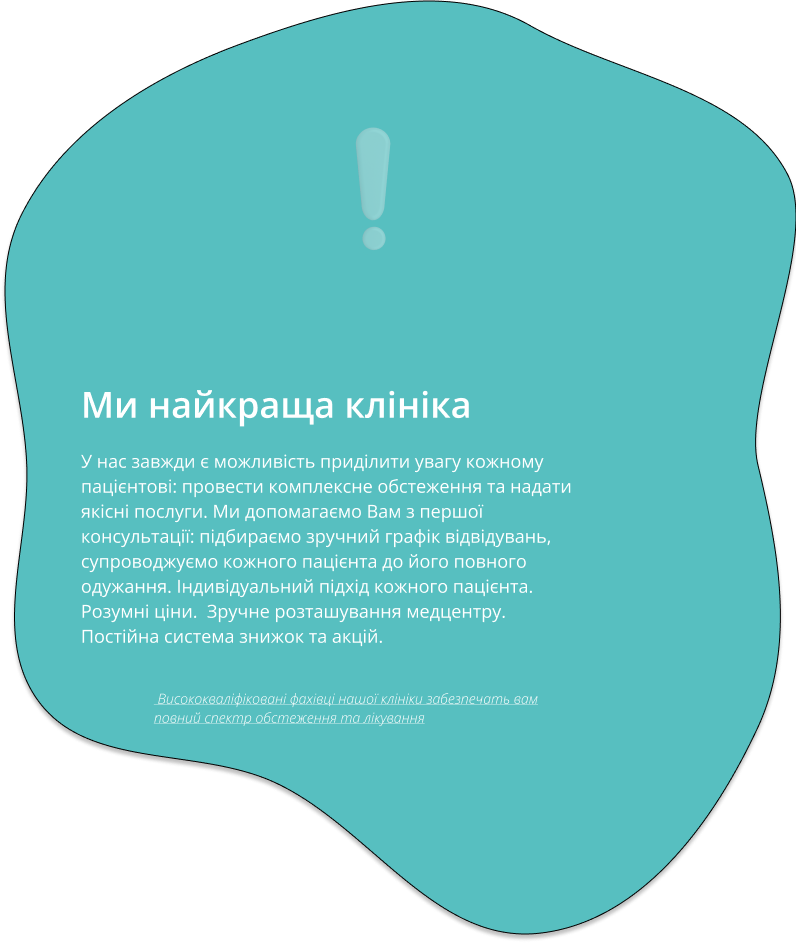 !
Ми найкраща клініка
У нас завжди є можливість приділити увагу кожному
пацієнтові: провести комплексне обстеження та надати
якісні послуги. Ми допомагаємо Вам з першої
консультації: підбираємо зручний графік відвідувань,
супроводжуємо кожного пацієнта до його повного
одужання. Індивідуальний підхід кожного пацієнта.
Розумні ціни.  Зручне розташування медцентру.
Постійна система знижок та акцій.
Висококваліфіковані фахівці нашої клініки забезпечать вам
повний спектр обстеження та лікування